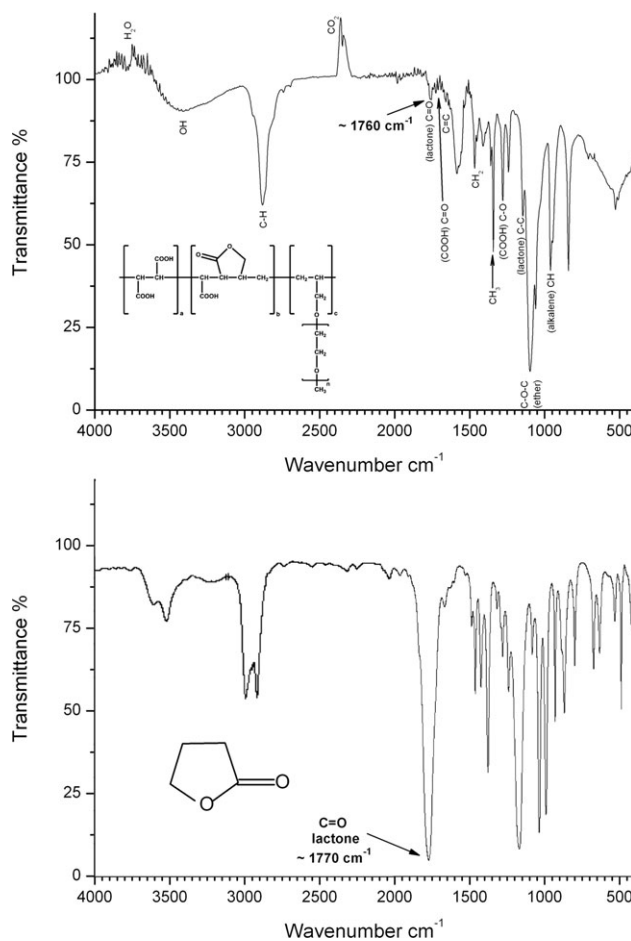 H2O
CO2
100
75
50
25
0
Transmittance %
OH
C-H
~ 1760 cm-1
(lactone) C=O
(COOH) C=O
C=C
CH2
CH3
(COOH) C-O
(lactone) C-C
C-O-C
(ether)
(alkalene) CH
COOH
COOH
a
O
O
COOH
CH2
b
CH2
CH
c
CH2
O
CH2
CH2
O
n
CH3
4000 3500 3000 2500 2000 1500 1000 500
Wavenumber cm-1
100
75
50
25
0
Transmittance %
O
O
C=O
lactone
~ 1770 cm-1
4000 3500 3000 2500 2000 1500 1000 500
Wavenumber cm-1